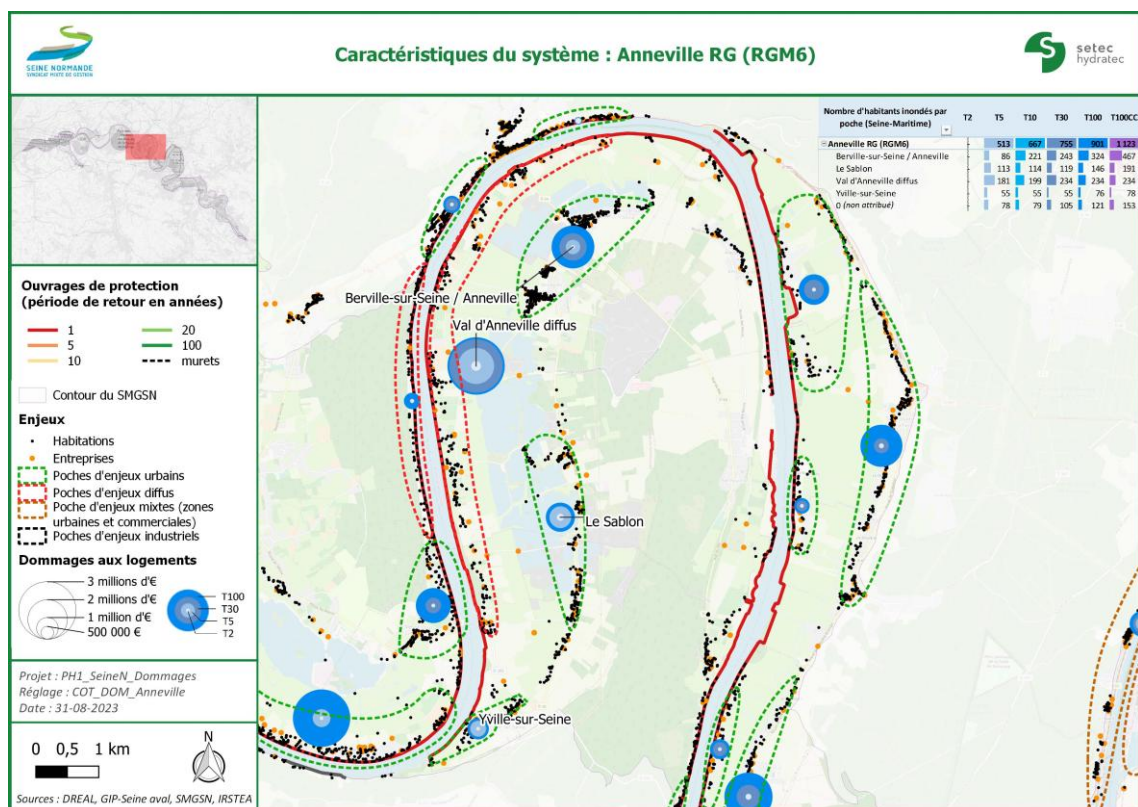 SEINE NORMANDE
SYNDICAT MIXTE DE GESTION
Caractéristiques du système : Anneville RG (RGM6)
setec
hydratec
Nombre d'habitants inondés par
poche (Seine-Maritime) T2 T5 T10 T30 T100 T100CC
Anneville RG (RGM6) - 513 667 755 901 1 123
Berville-sur-Seine / Anneville - 86 221 243 324 467
Le Sablon - 113 114 119 146 191
Val d'Anneville diffus - 181 199 234 234 234
Yville-sur-Seine - 55 55 55 76 78
0 (non attribué) - 78 79 105 121 153
Ouvrages de protection
(période de retour en années)
1 20
5 100
10 murets
Contour du SMGSN
Enjeux
Habitations
Entreprises
Poches d'enjeux urbains
Poches d'enjeux diffus
Poche d'enjeux mixtes (zones
urbaines et commerciales)
Poches d'enjeux industriels
Dommages aux logements
3 millions d'€
2 millions d'€
1 million d'€
500 000 €
T100
T30
T5
T2
Projet : PH1_SeineN_Dommages
Réglage : COT_DOM_Anneville
Date : 31-08-2023
0 0,5 1 km
N
Sources : DREAL, GIP-Seine aval, SMGSN, IRSTEA
Berville-sur-Seine / Anneville
Val d'Anneville diffus
Le Sablon
Yville-sur-Seine